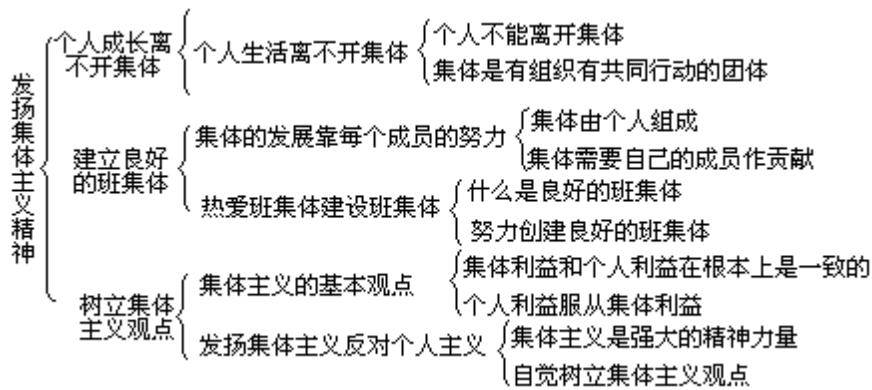 发扬集体主义精神
个人成长离
不开集体
个人生活离不开集体
个人不能离开集体
集体是有组织有共同行动的团体
建立良好
的班集体
集体的发展靠每个成员的努力
集体由个人组成
集体需要自己的成员作贡献
热爱班集体建设班集体
什么是良好的班集体
努力创建良好的班集体
树立集体
主义观点
集体主义的基本观点
集体利益和个人利益在根本上是一致的
个人利益服从集体利益
发扬集体主义反对个人主义
集体主义是强大的精神力量
自觉树立集体主义观点